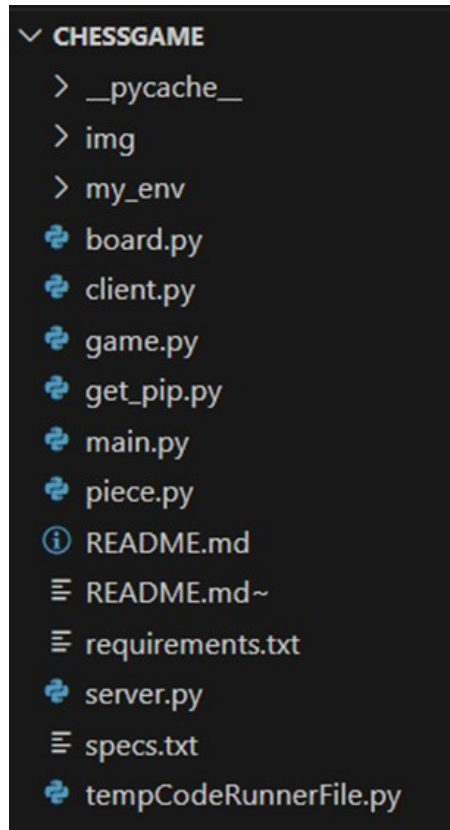 CHESSGAME
__pycache__
img
my_env
board.py
client.py
game.py
get_pip.py
main.py
piece.py
README.md
README.md~
requirements.txt
server.py
specs.txt
tempCodeRunnerFile.py